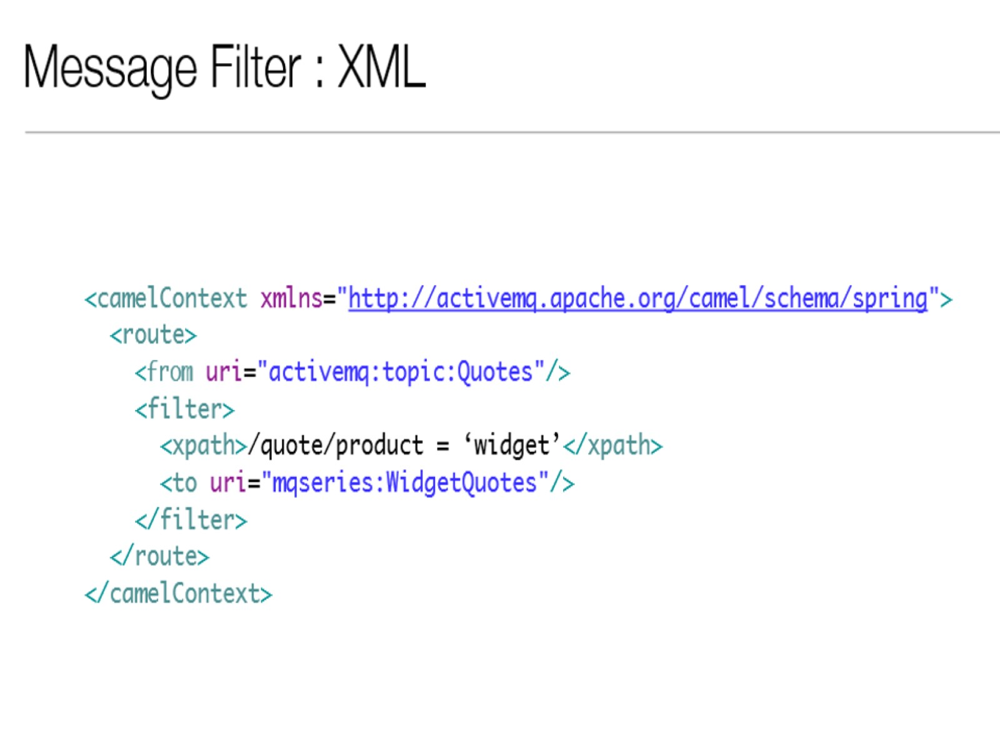 Message Filter : XML
<camelContext xmlns="http://activemq.apache.org/camel/schema/spring">
<route>
<from uri="activemq:topic:Quotes"/>
<filter>
<xpath>/quote/product = ‘widget’</xpath>
<to uri="mqseries:WidgetQuotes"/>
</filter>
</route>
</camelContext>